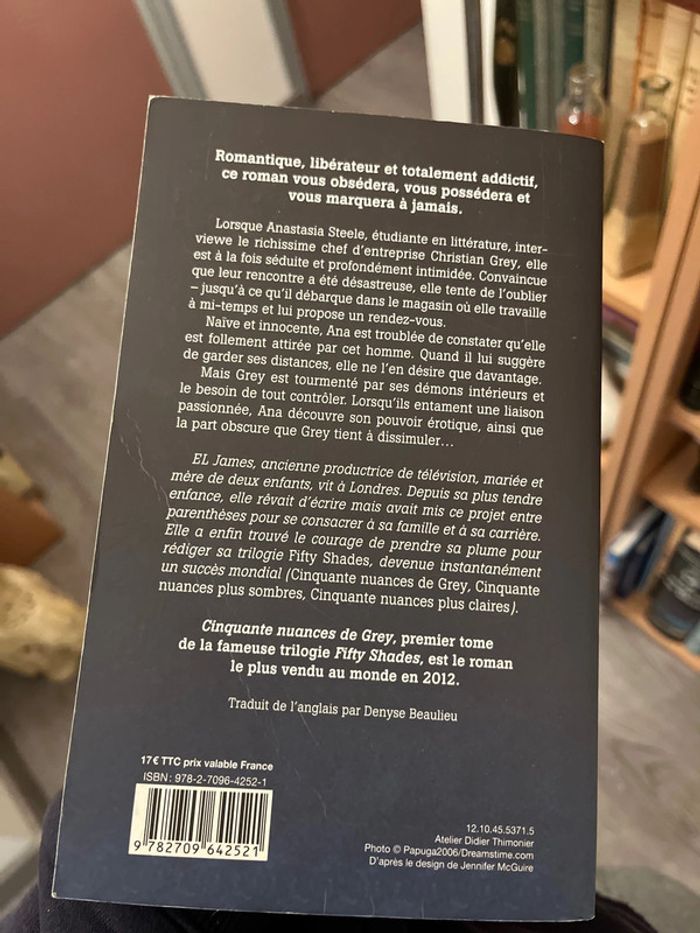 Romantique, libérateur et totalement addictif,
ce roman vous obsédera, vous possédera et
vous marquera à jamais.
Lorsque Anastasia Steele, étudiante en littérature, inter-
viewe le richissime chef d'entreprise Christian Grey, elle
est à la fois séduite et profondément intimidée. Convaincue
que leur rencontre a été désastreuse, elle tente de l'oublier
– jusqu'à ce qu'il débarque dans le magasin où elle travaille
à mi-temps et lui propose un rendez-vous.
Naïve et innocente, Ana est troublée de constater qu'elle
est follement attirée par cet homme. Quand il lui suggère
de garder ses distances, elle ne l'en désire que davantage.
Mais Grey est tourmenté par ses démons intérieurs et
le besoin de tout contrôler. Lorsqu'ils entament une liaison
passionnée, Ana découvre son pouvoir érotique, ainsi que
la part obscure que Grey tient à dissimuler…
EL James, ancienne productrice de télévision, mariée et
mère de deux enfants, vit à Londres. Depuis sa plus tendre
enfance, elle rêvait d'écrire mais avait mis ce projet entre
parenthèses pour se consacrer à sa famille et à sa carrière.
Elle a enfin trouvé le courage de prendre sa plume pour
rédiger sa trilogie Fifty Shades, devenue instantanément
un succès mondial (Cinquante nuances de Grey, Cinquante
nuances plus sombres, Cinquante nuances plus claires).
Cinquante nuances de Grey, premier tome
de la fameuse trilogie Fifty Shades, est le roman
le plus vendu au monde en 2012.
Traduit de l'anglais par Denyse Beaulieu
17 € TTC prix valable France
ISBN : 978-2-7096-4252-1
9 782709 642521
12.10.45.5371.5
Atelier Didier Thimonier
Photo © Papuga2006/Dreamstime.com
D'après le design de Jennifer McGuire